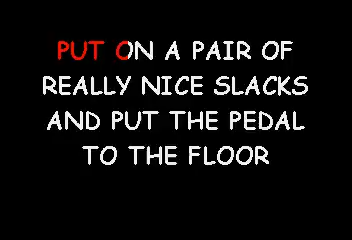 PUT ON A PAIR OF
REALLY NICE SLACKS
AND PUT THE PEDAL
TO THE FLOOR